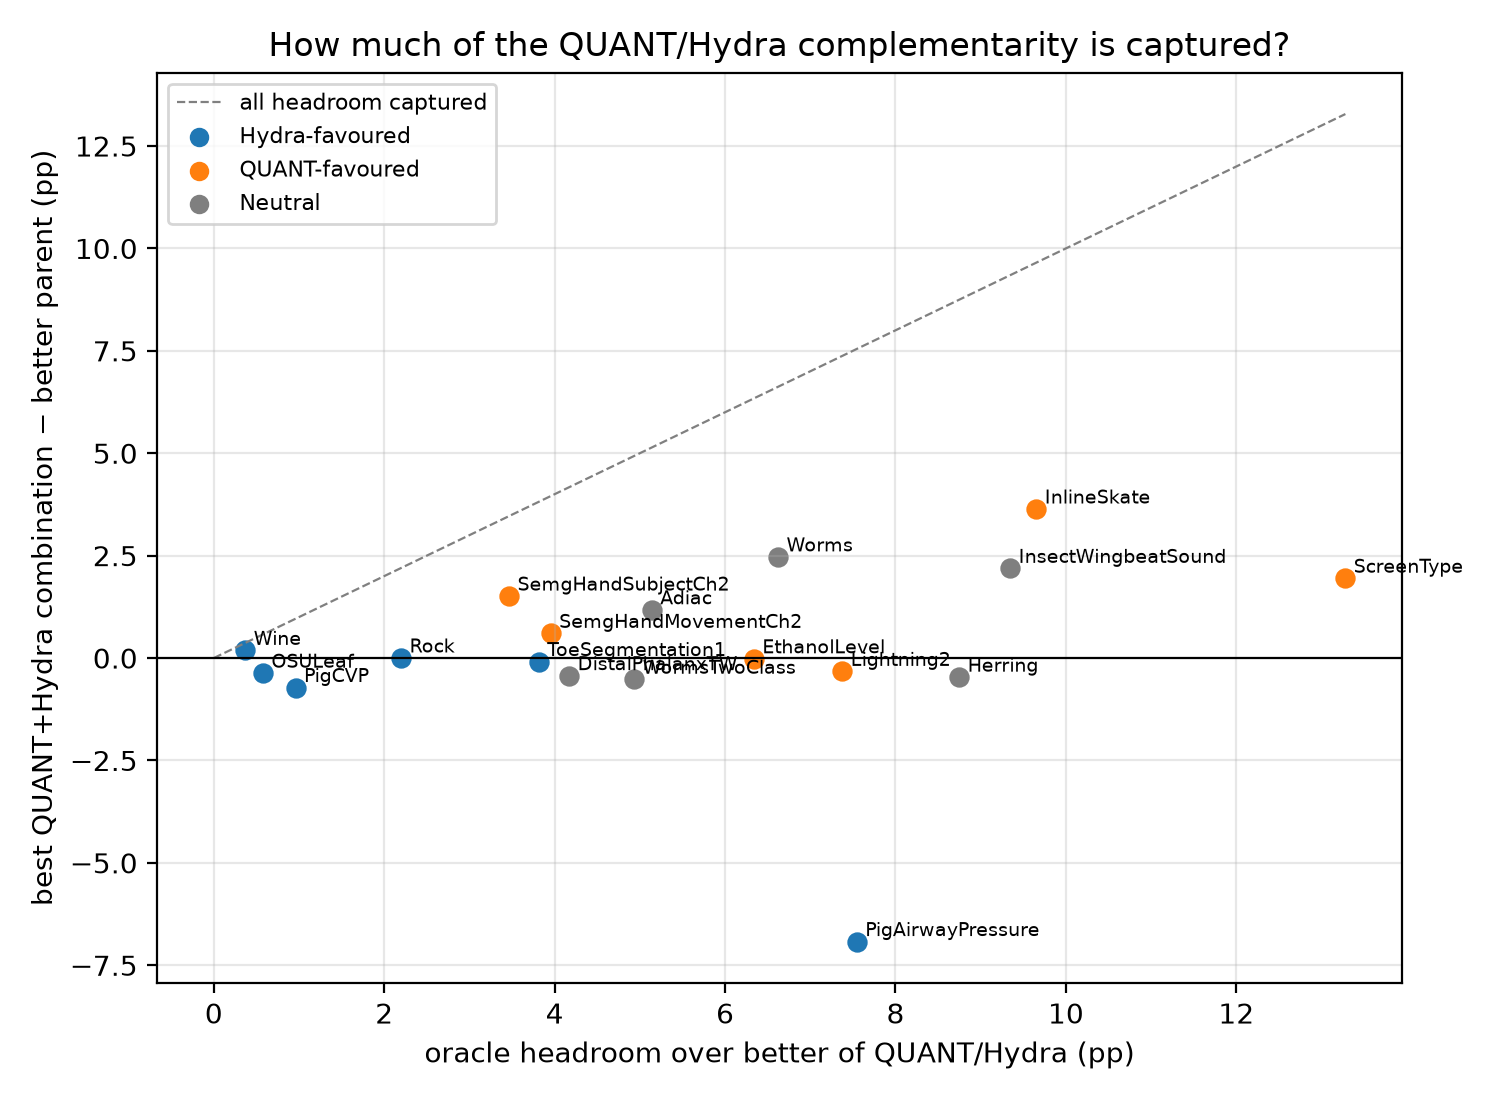 How much of the QUANT/Hydra complementarity is captured?
all headroom captured
Hydra-favoured
QUANT-favoured
Neutral
best QUANT+Hydra combination − better parent (pp)
12.5
10.0
7.5
5.0
2.5
0.0
−2.5
−5.0
−7.5
InlineSkate
Worms
InsectWingbeatSound
ScreenType
SemgHandSubjectCh2
Adiac
SemgHandMovementCh2
Wine
Rock
ToeSegmentation1
EthanolLevel
OSULeaf
DistalPhalanxTW
Lightning2
PigCVP
WormsTwoClass
Herring
PigAirwayPressure
0
2
4
6
8
10
12
oracle headroom over better of QUANT/Hydra (pp)